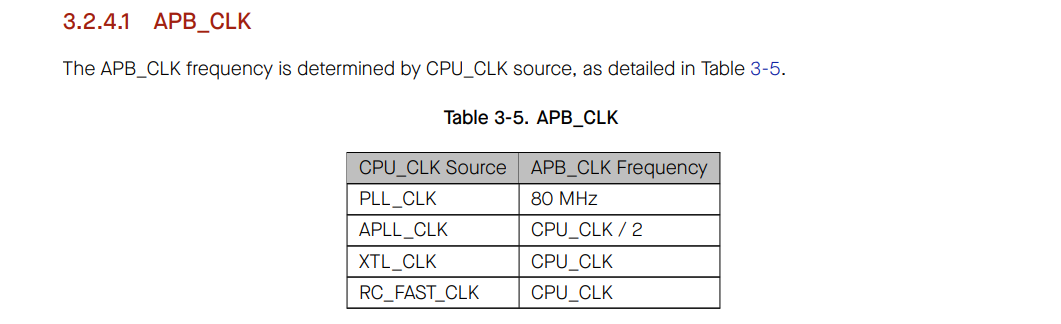 3.2.4.1 APB_CLK
The APB_CLK frequency is determined by CPU_CLK source, as detailed in Table 3-5.
Table 3-5. APB_CLK
CPU_CLK Source APB_CLK Frequency
PLL_CLK 80 MHz
APLL_CLK CPU_CLK / 2
XTL_CLK CPU_CLK
RC_FAST_CLK CPU_CLK